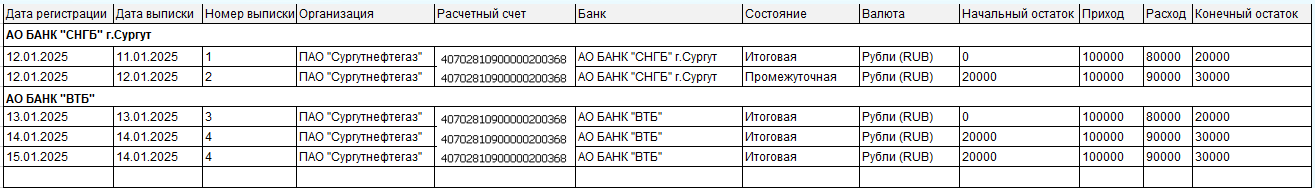 Дата регистрации Дата выписки Номер выписки Организация Расчетный счет Банк Состояние Валюта Начальный остаток Приход Расход Конечный остаток
АО БАНК "СНГБ" г.Сургут
12.01.2025 11.01.2025 1 ПАО "Сургутнефтегаз" 40702810900000200368 АО БАНК "СНГБ" г.Сургут Итоговая Рубли (RUB) 0 100000 80000 20000
12.01.2025 12.01.2025 2 ПАО "Сургутнефтегаз" 40702810900000200368 АО БАНК "СНГБ" г.Сургут Промежуточная Рубли (RUB) 20000 100000 90000 30000
АО БАНК "ВТБ"
13.01.2025 13.01.2025 3 ПАО "Сургутнефтегаз" 40702810900000200368 АО БАНК "ВТБ" Итоговая Рубли (RUB) 0 100000 80000 20000
14.01.2025 14.01.2025 4 ПАО "Сургутнефтегаз" 40702810900000200368 АО БАНК "ВТБ" Итоговая Рубли (RUB) 20000 100000 90000 30000
15.01.2025 14.01.2025 4 ПАО "Сургутнефтегаз" 40702810900000200368 АО БАНК "ВТБ" Итоговая Рубли (RUB) 20000 100000 90000 30000